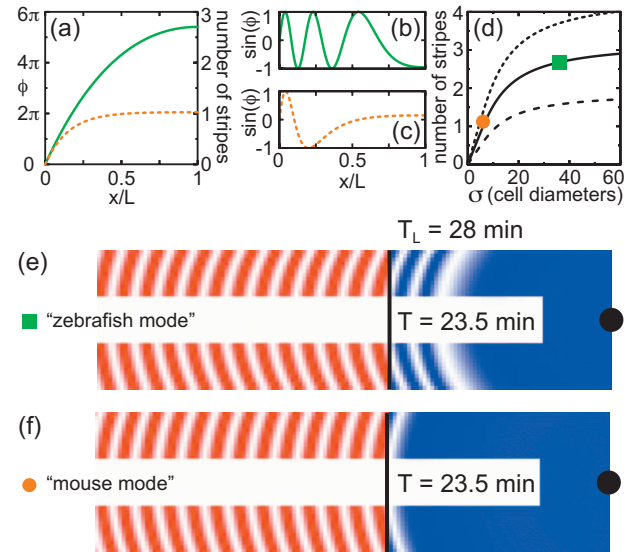 (a)
6π
4π
ϕ
2π
0
0
0.5
1
x/L
3
2
1
0
number of stripes
(b)
1
sin(ϕ)
-1
(c)
1
sin(ϕ)
-1
0
0.5
1
x/L
(d)
number of stripes
4
3
2
1
0
0
20
40
60
σ (cell diameters)
T_L = 28 min
(e)
"zebrafish mode"
T = 23.5 min
(f)
"mouse mode"
T = 23.5 min